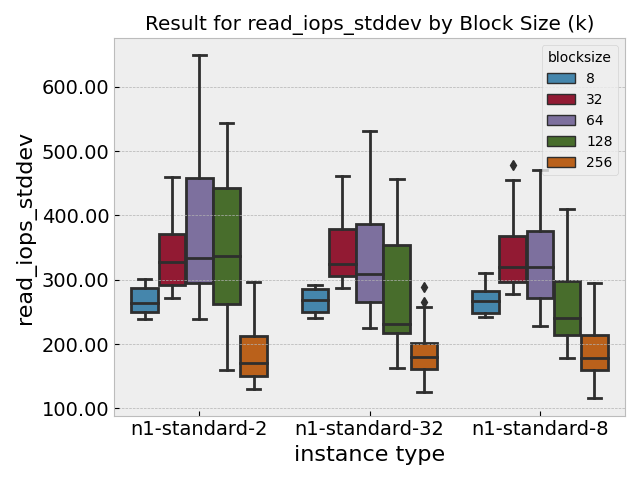 Result for read_iops_stddev by Block Size (k)
read_iops_stddev
600.00
500.00
400.00
300.00
200.00
100.00
blocksize
8
32
64
128
256
n1-standard-2
n1-standard-32
n1-standard-8
instance type